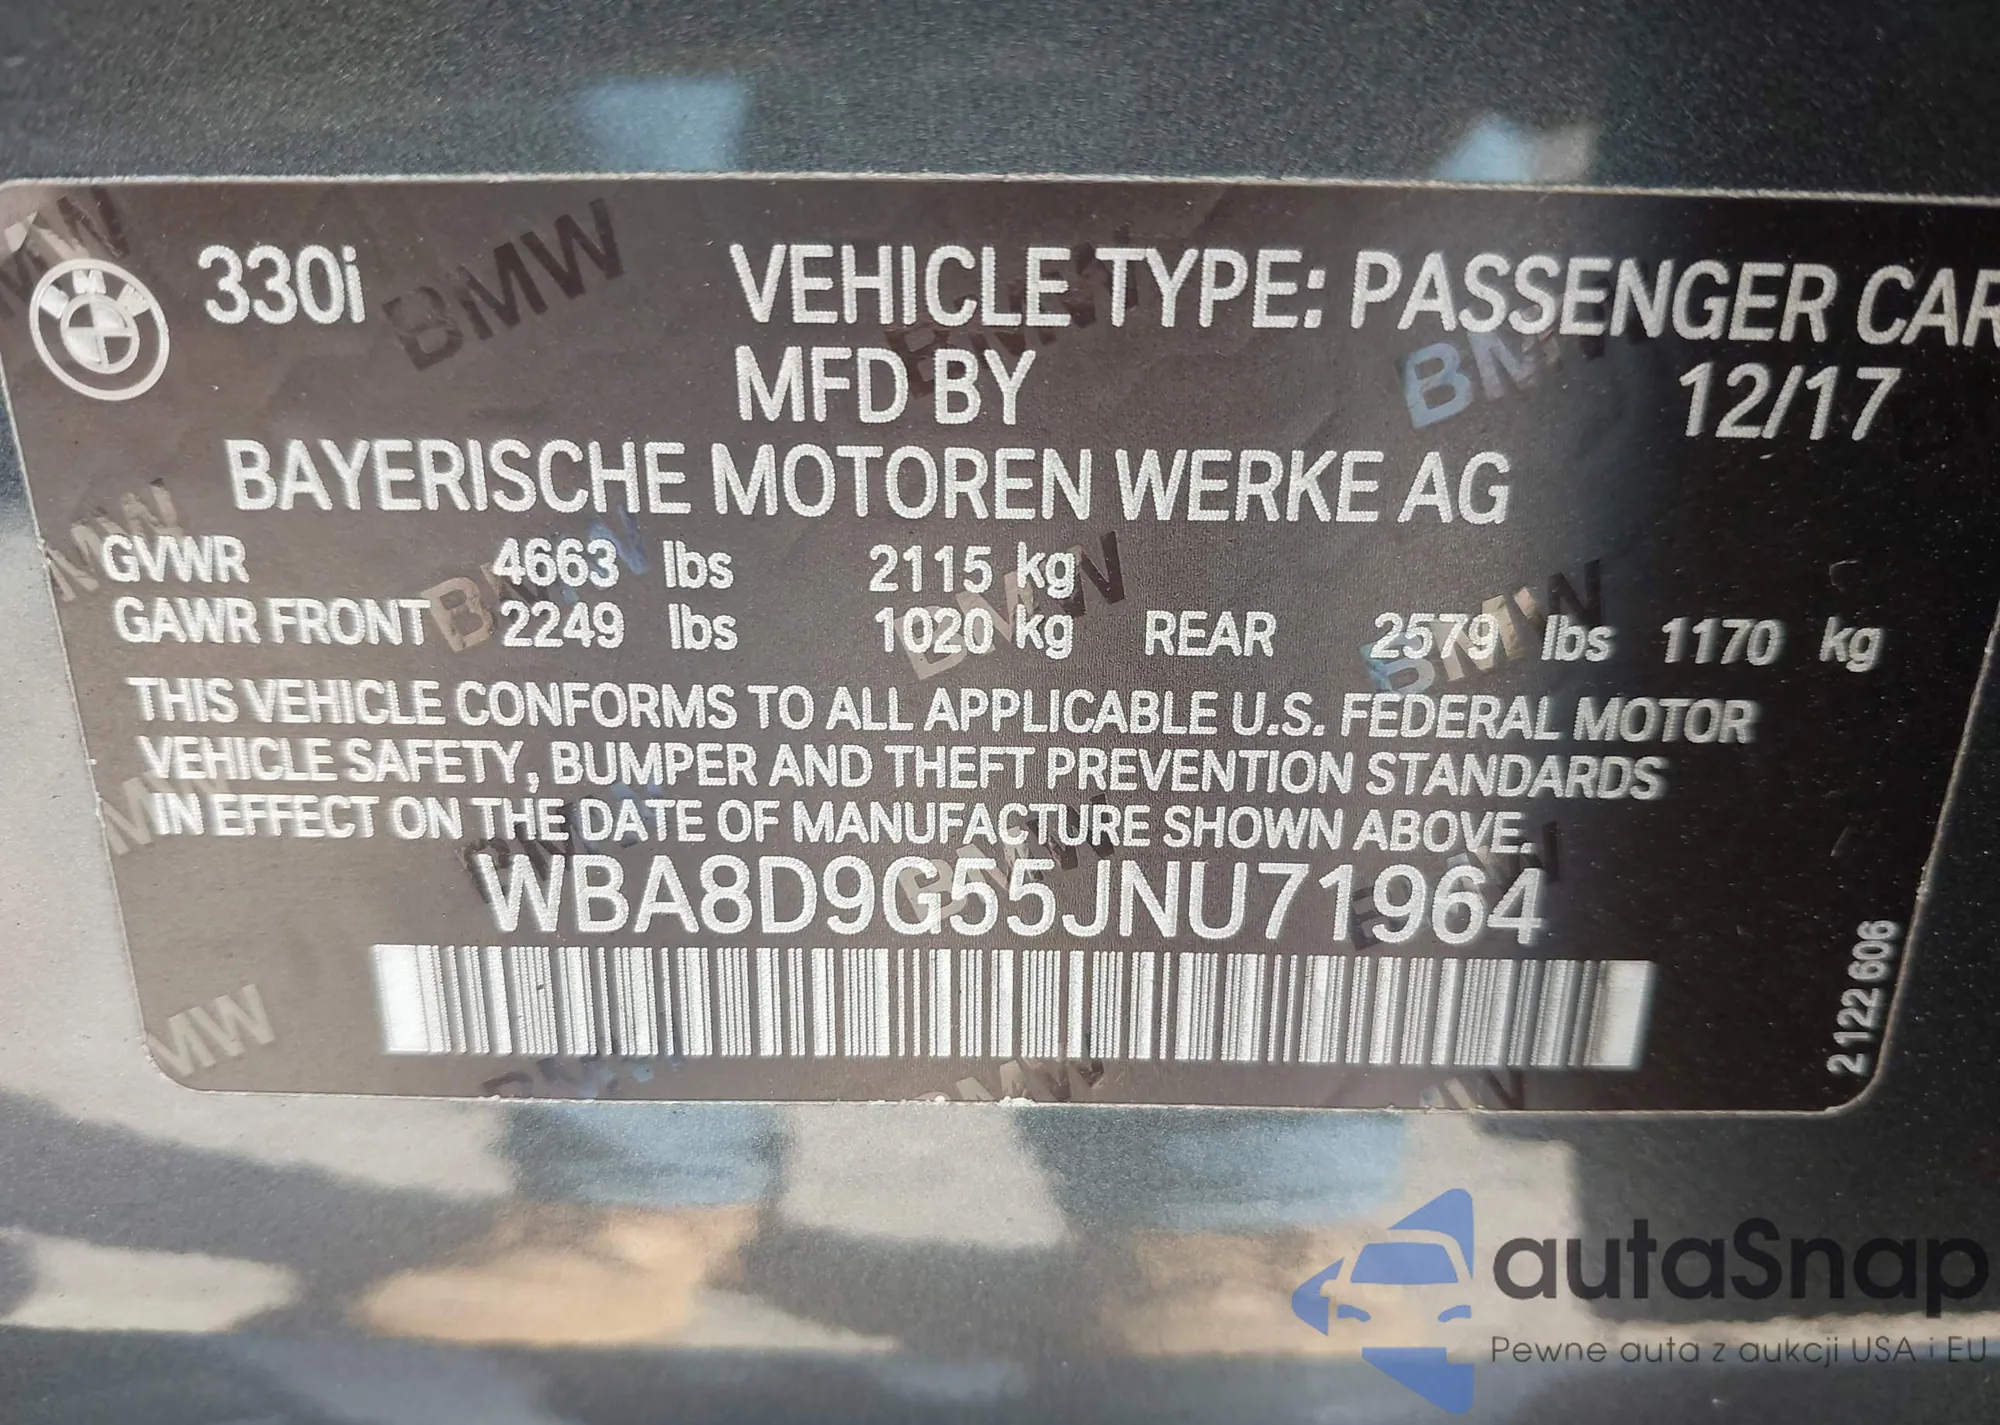 330i VEHICLE TYPE: PASSENGER CAR
MFD BY 12/17
BAYERISCHE MOTOREN WERKE AG
GVWR 4663 lbs 2115 kg
GAWR FRONT 2249 lbs 1020 kg REAR 2579 lbs 1170 kg
THIS VEHICLE CONFORMS TO ALL APPLICABLE U.S. FEDERAL MOTOR
VEHICLE SAFETY, BUMPER AND THEFT PREVENTION STANDARDS
IN EFFECT ON THE DATE OF MANUFACTURE SHOWN ABOVE.
WBA8D9G55JNU71964
2122606
autaSnap
Pewne auta z aukcji USA i EU